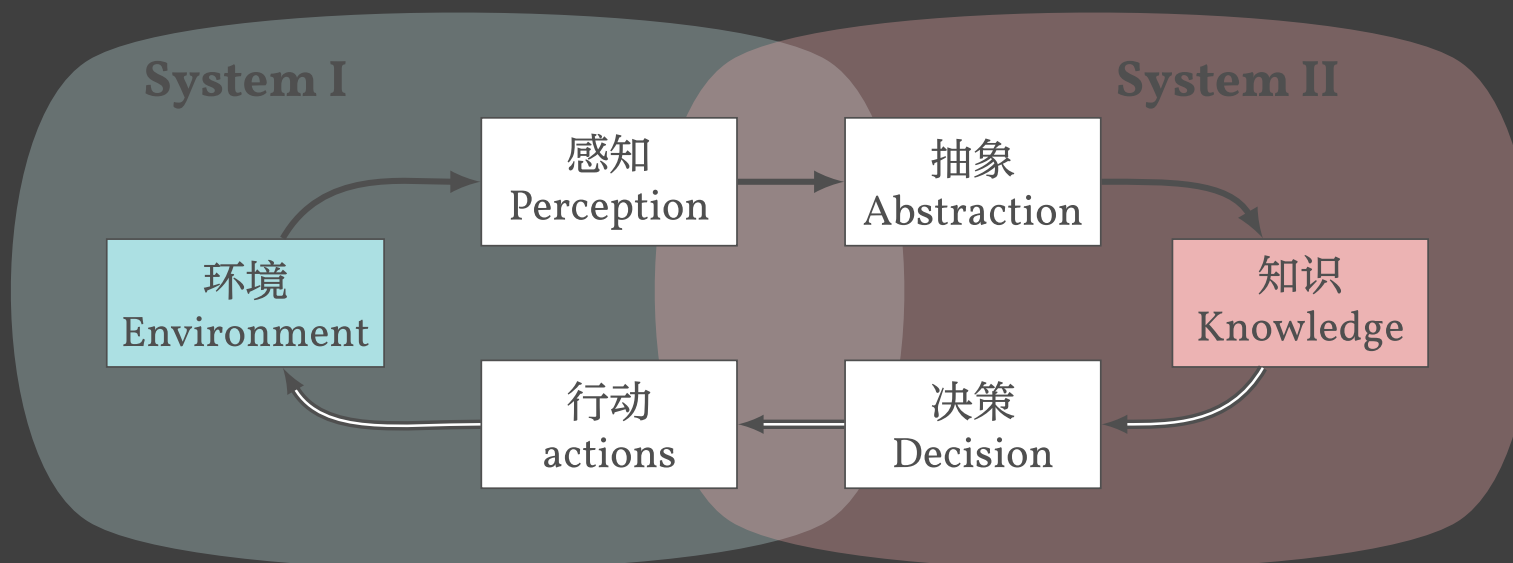 System I
System II
感知
Perception
抽象
Abstraction
环境
Environment
知识
Knowledge
行动
actions
决策
Decision